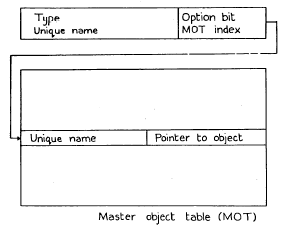 Type Option bit
Unique name MOT index
Unique name Pointer to object
Master object table (MOT)